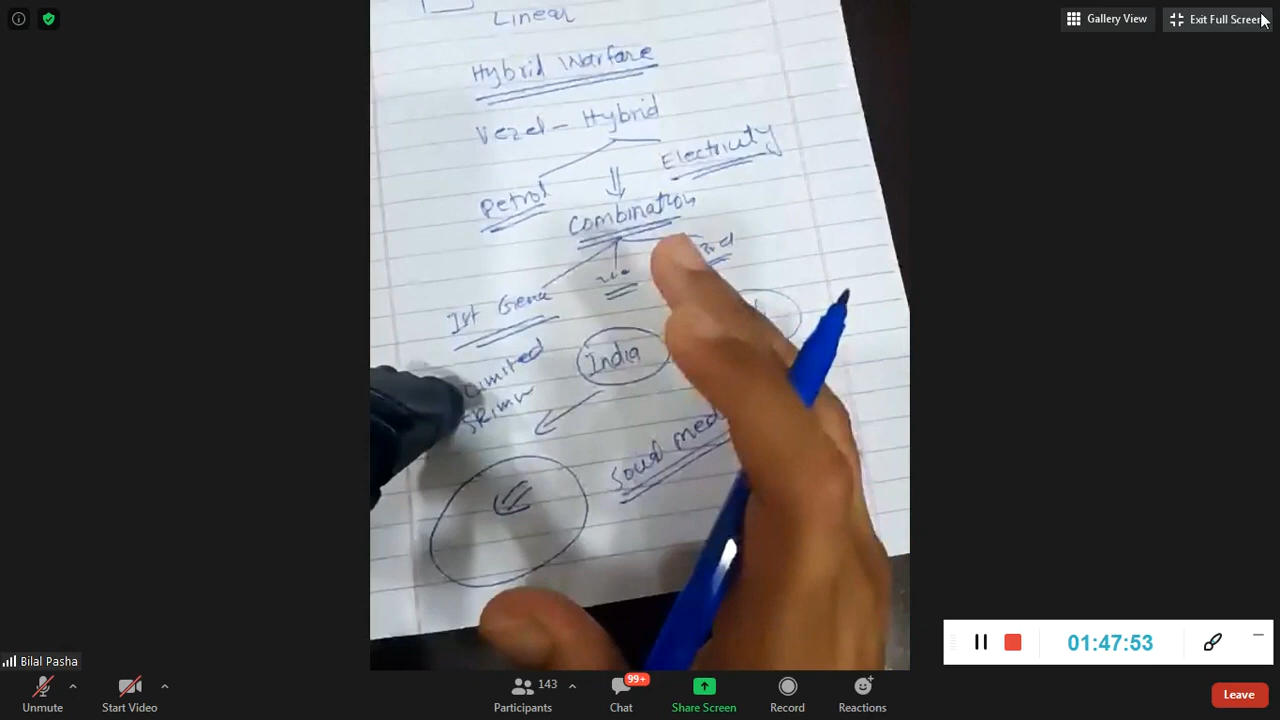 Gallery View
Exit Full Screen
Linear
Hybrid Warfare
Vezel - Hybrid
Electricity
Petrol
Combination
3rd
1st Gene
India
Limited
Social med
Bilal Pasha
01:47:53
Unmute
Start Video
143
Participants
99+
Chat
Share Screen
Record
Reactions
Leave